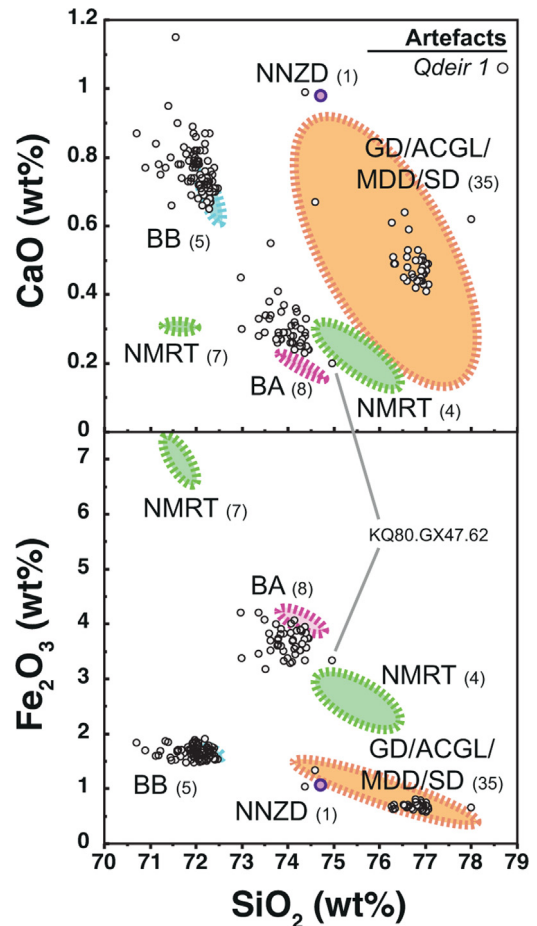 Artefacts
Qdeir 1
1.2
1
0.8
0.6
0.4
0.2
0
CaO (wt%)
NNZD (1)
GD/ACGL/
MDD/SD (35)
BB (5)
NMRT (7)
BA (8)
NMRT (4)
KQ80.GX47.62
7
6
5
4
3
2
1
0
Fe₂O₃ (wt%)
NMRT (7)
BA (8)
NMRT (4)
GD/ACGL/
MDD/SD (35)
BB (5)
NNZD (1)
70 71 72 73 74 75 76 77 78 79
SiO₂ (wt%)